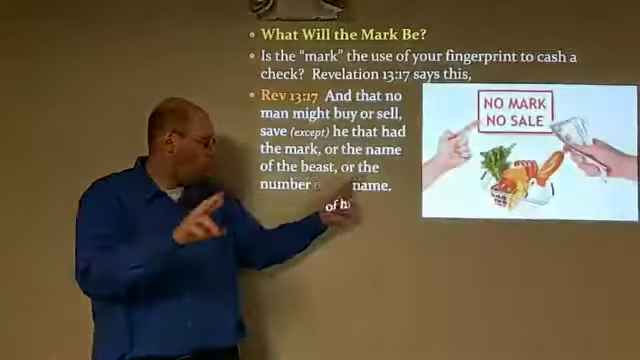 What Will the Mark Be?
Is the “mark” the use of your fingerprint to cash a
check?  Revelation 13:17 says this,
Rev 13:17  And that no
man might buy or sell,
save (except) he that had
the mark, or the name
of the beast, or the
number name.
of
NO MARK
NO SALE